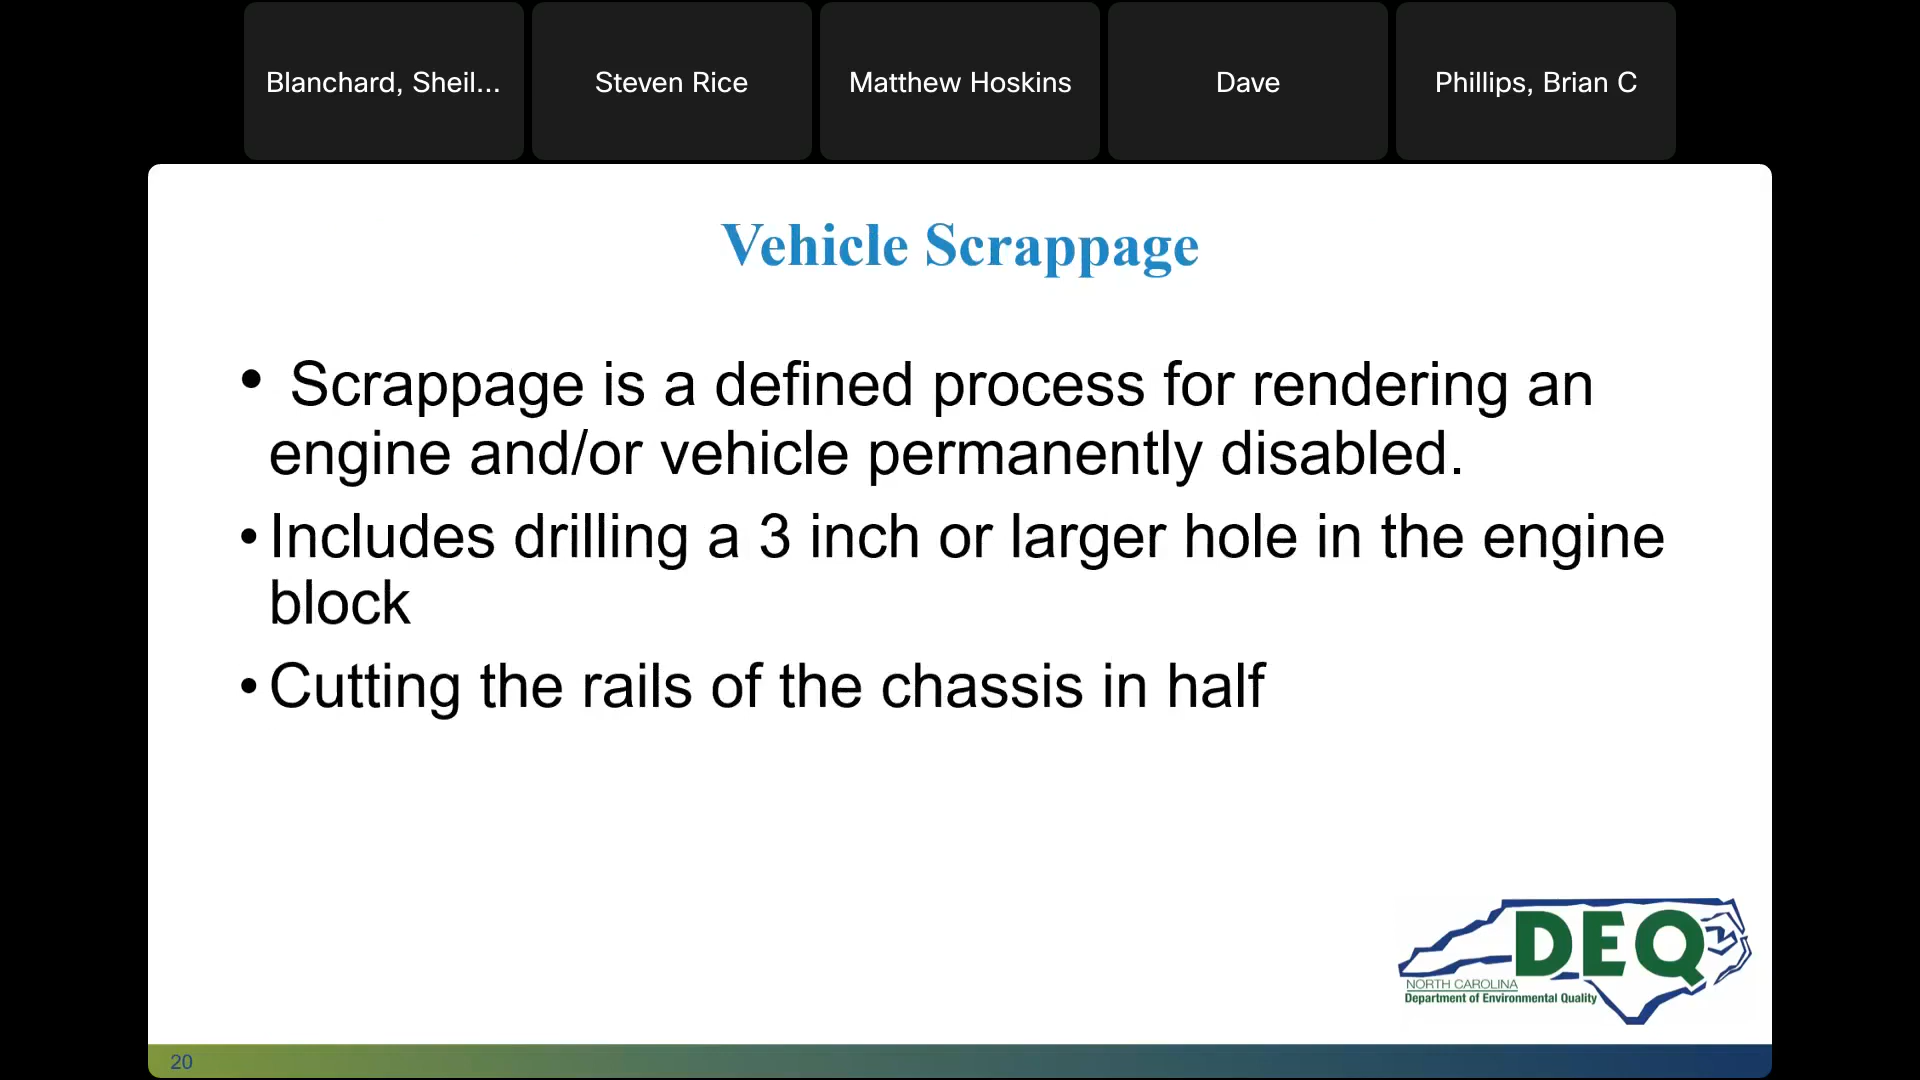 Blanchard, Sheil...
Steven Rice
Matthew Hoskins
Dave
Phillips, Brian C
Vehicle Scrappage
• Scrappage is a defined process for rendering an
engine and/or vehicle permanently disabled.
• Includes drilling a 3 inch or larger hole in the engine
block
• Cutting the rails of the chassis in half
DEQ
NORTH CAROLINA
Department of Environmental Quality
20